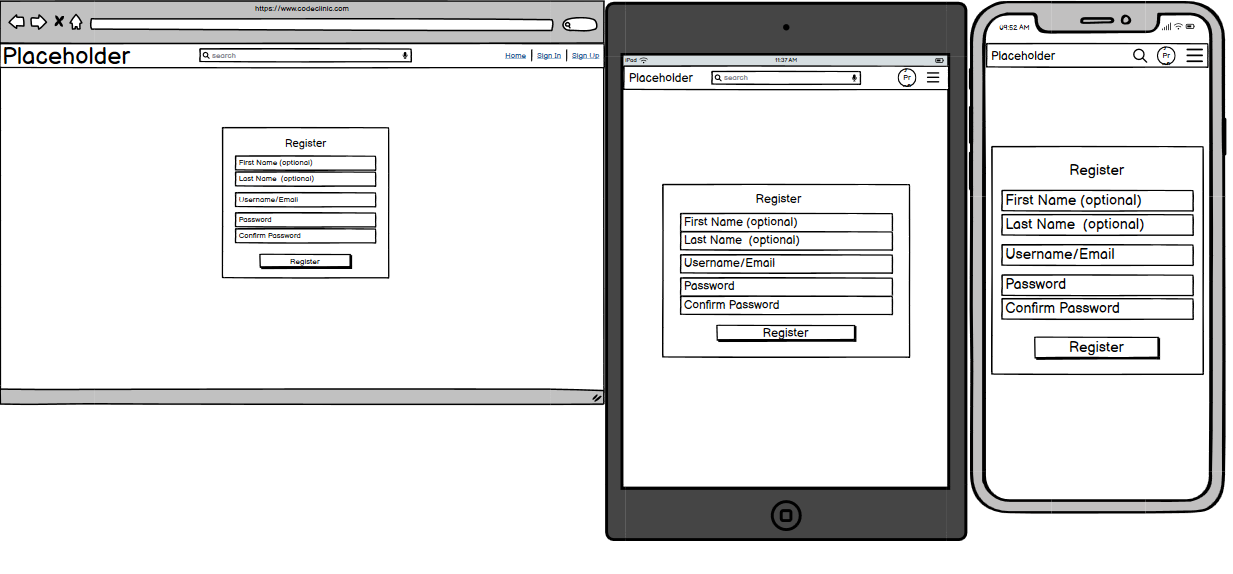 https://www.codeclinic.com
Placeholder
search
Home | Sign In | Sign Up
Register
First Name (optional)
Last Name (optional)
Username/Email
Password
Confirm Password
Register
iPad
11:37 AM
Placeholder
search
Pr
Register
First Name (optional)
Last Name (optional)
Username/Email
Password
Confirm Password
Register
09:52 AM
Placeholder
Pr
Register
First Name (optional)
Last Name (optional)
Username/Email
Password
Confirm Password
Register